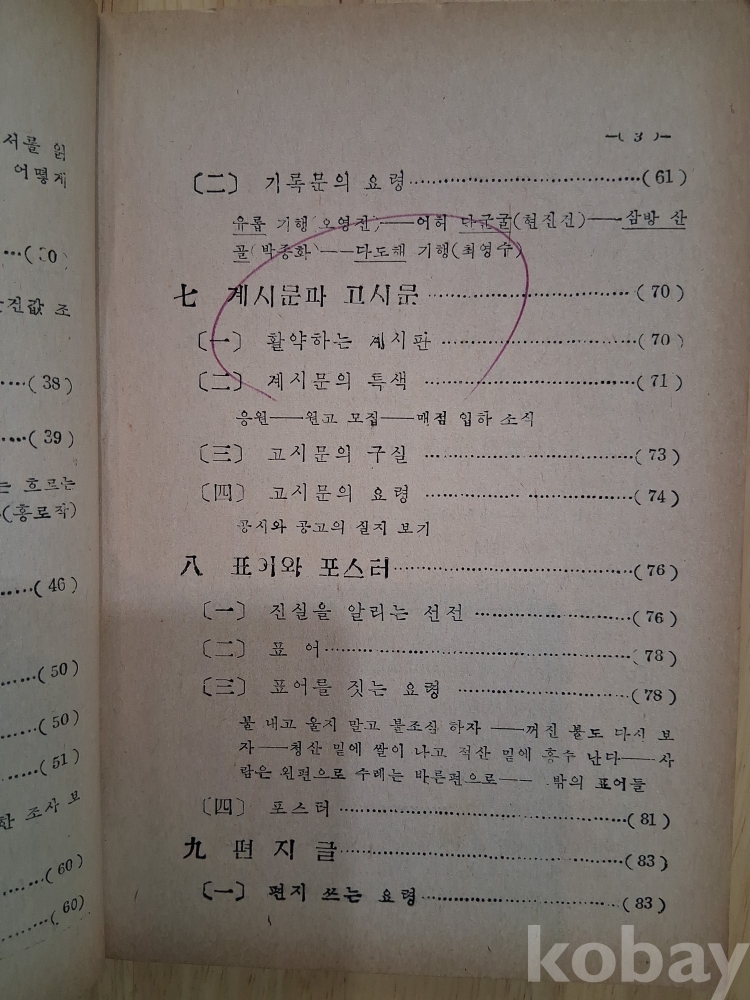 서를 읽
어떻게
…(30)
진값 조
…(38)
…(39)
는 흐르는
(홍로작)
…(46)
…(50)
…(50)
…(51)
한 조사 보
…(60)
…(60)
—( 3 )—
〔二〕 기록문의 요령…(61)
유롭 기행(오영진)——어허 다균굴(현진건)——삼방 산
골(박종화)——다도해 기행(최영수)
七 게시문과 고시문…(70)
〔一〕 활약하는 게시판…(70)
〔二〕 게시문의 특색…(71)
응원——원고 모집——매점 입하 소식
〔三〕 고시문의 구실…(73)
〔四〕 고시문의 요령…(74)
공시와 공고의 실지 보기
八 표어와 포스터…(76)
〔一〕 진실을 알리는 선전…(76)
〔二〕 표 어…(78)
〔三〕 표어를 짓는 요령…(78)
불 내고 울지 말고 불조심 하자——꺼진 불도 다시 보
자——청산 밑에 쌀이 나고 적산 밑에 홍수 난다——사
람은 왼편으로 수레는 바른편으로——밖의 표어들
〔四〕 포스터…(81)
九 편 지 글…(83)
〔一〕 편지 쓰는 요령…(83)
kobay